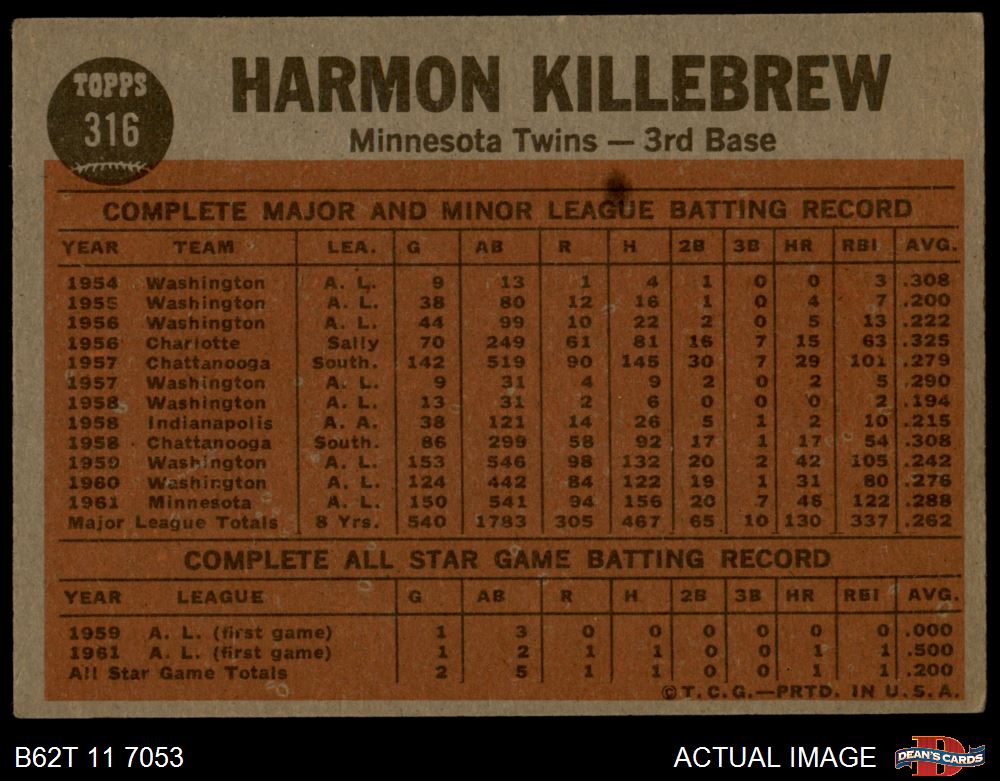 TOPPS
316
HARMON KILLEBREW
Minnesota Twins — 3rd Base
COMPLETE MAJOR AND MINOR LEAGUE BATTING RECORD
YEAR TEAM LEA. G AB R H 2B 3B HR RBI AVG.
1954 Washington A. L. 9 13 1 4 1 0 0 3 .308
1955 Washington A. L. 38 80 12 16 1 0 4 7 .200
1956 Washington A. L. 44 99 10 22 2 0 5 13 .222
1956 Charlotte Sally 70 249 61 81 16 7 15 63 .325
1957 Chattanooga South. 142 519 90 145 30 7 29 101 .279
1957 Washington A. L. 9 31 4 9 2 0 2 5 .290
1958 Washington A. L. 13 31 2 6 0 0 0 2 .194
1958 Indianapolis A. A. 38 121 14 26 5 1 2 10 .215
1958 Chattanooga South. 86 299 58 92 17 1 17 54 .308
1959 Washington A. L. 153 546 98 132 20 2 42 105 .242
1960 Washington A. L. 124 442 84 122 19 1 31 80 .276
1961 Minnesota A. L. 150 541 94 156 20 7 46 122 .288
Major League Totals 8 Yrs. 540 1783 305 467 65 10 130 337 .262
COMPLETE ALL STAR GAME BATTING RECORD
YEAR LEAGUE G AB R H 2B 3B HR RBI AVG.
1959 A. L. (first game) 1 3 0 0 0 0 0 0 .000
1961 A. L. (first game) 1 2 1 1 0 0 1 1 .500
All Star Game Totals 2 5 1 1 0 0 1 1 .200
©T.C.G.—PRTD. IN U.S.A.
B62T 11 7053
ACTUAL IMAGE
D
DEAN'S CARDS